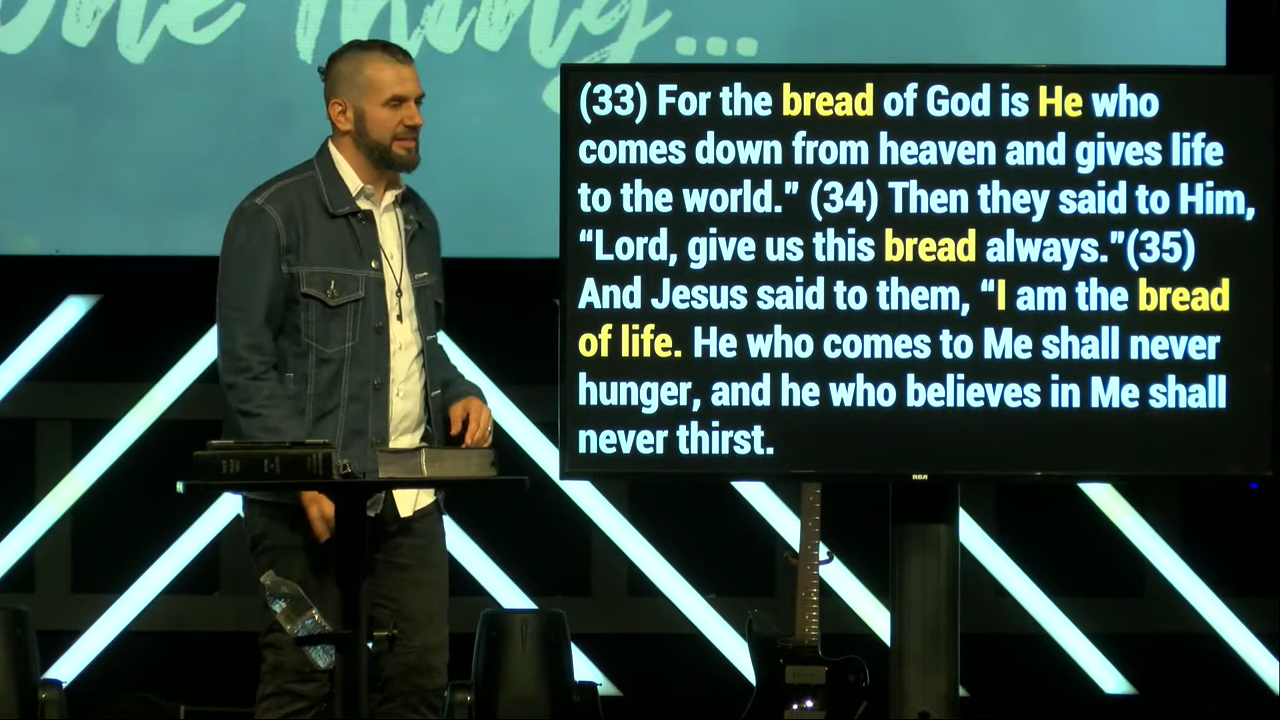 One Thing...
(33) For the bread of God is He who
comes down from heaven and gives life
to the world.” (34) Then they said to Him,
“Lord, give us this bread always.”(35)
And Jesus said to them, “I am the bread
of life. He who comes to Me shall never
hunger, and he who believes in Me shall
never thirst.
RCA